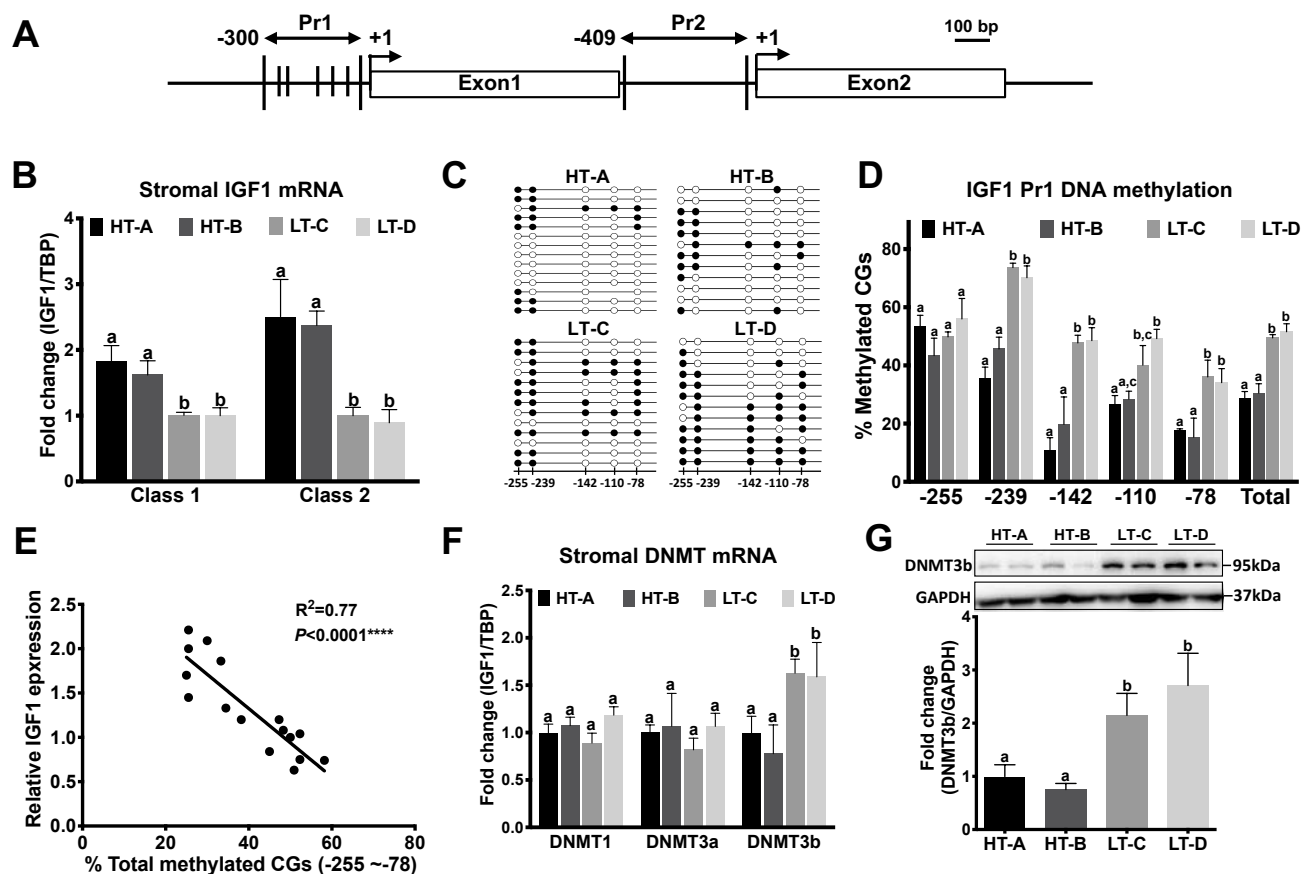 A
-300
Pr1
+1
-409
Pr2
+1
100 bp
Exon1
Exon2
B
Stromal IGF1 mRNA
HT-A HT-B LT-C LT-D
Fold change (IGF1/TBP)
4
3
2
1
0
a a b b
a a b b
Class 1 Class 2
C
HT-A HT-B
LT-C LT-D
-255 -239 -142 -110 -78
-255 -239 -142 -110 -78
D
IGF1 Pr1 DNA methylation
HT-A HT-B LT-C LT-D
% Methylated CGs
80
60
40
20
0
a a a a
a a b b
a a b b
a a,c b,c b
a a b b
a a b b
-255 -239 -142 -110 -78 Total
E
R2=0.77
P<0.0001****
Relative IGF1 epxression
2.5
2.0
1.5
1.0
0.5
0.0
0 20 40 60 80
% Total methylated CGs (-255 ~-78)
F
Stromal DNMT mRNA
HT-A HT-B LT-C LT-D
Fold change (IGF1/TBP)
2.5
2.0
1.5
1.0
0.5
0.0
a a a a
a a a a
a a b b
DNMT1 DNMT3a DNMT3b
G
HT-A HT-B LT-C LT-D
DNMT3b
95kDa
GAPDH
37kDa
Fold change
(DNMT3b/GAPDH)
4
3
2
1
0
a a b b
HT-A HT-B LT-C LT-D